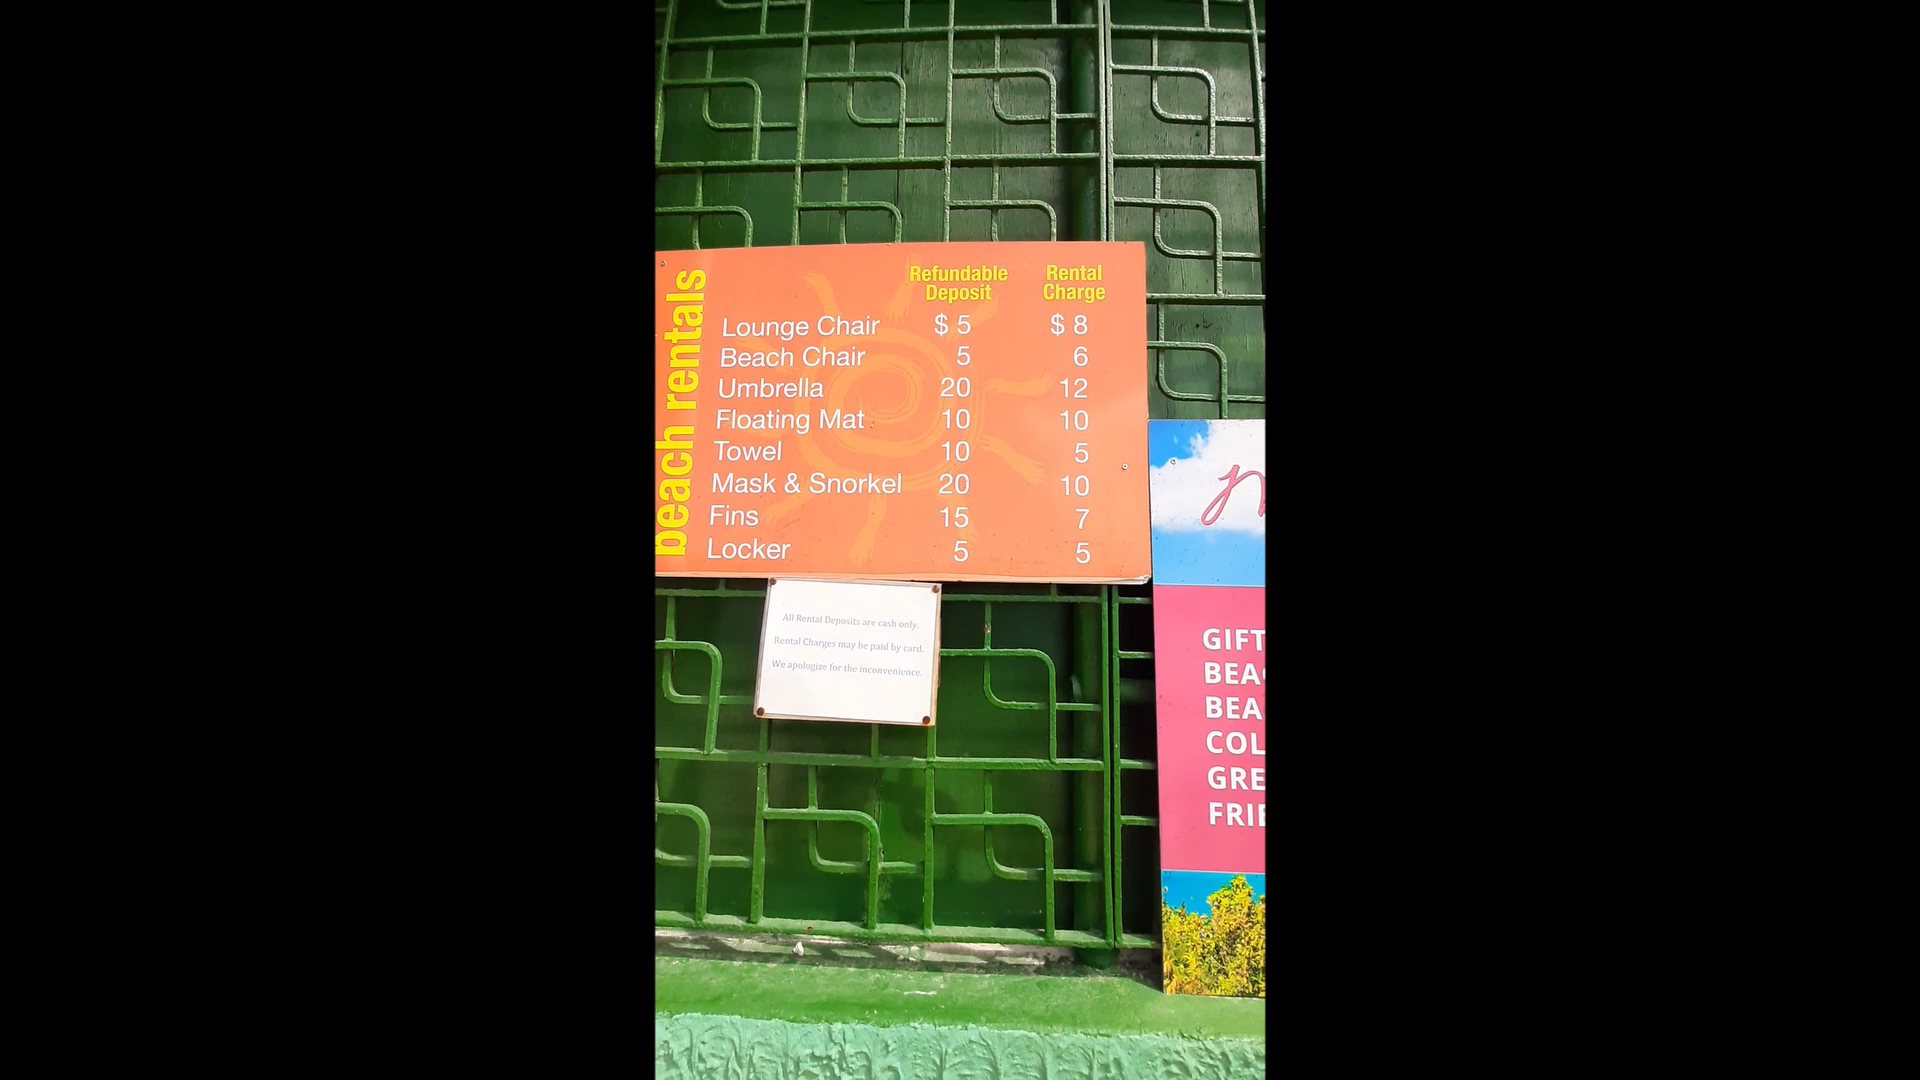 beach rentals
Refundable Deposit Rental Charge
Lounge Chair $ 5 $ 8
Beach Chair 5 6
Umbrella 20 12
Floating Mat 10 10
Towel 10 5
Mask & Snorkel 20 10
Fins 15 7
Locker 5 5
All Rental Deposits are cash only.
Rental Charges may be paid by card.
We apologize for the inconvenience.
GIFT
BEA
BEA
COL
GRE
FRIE